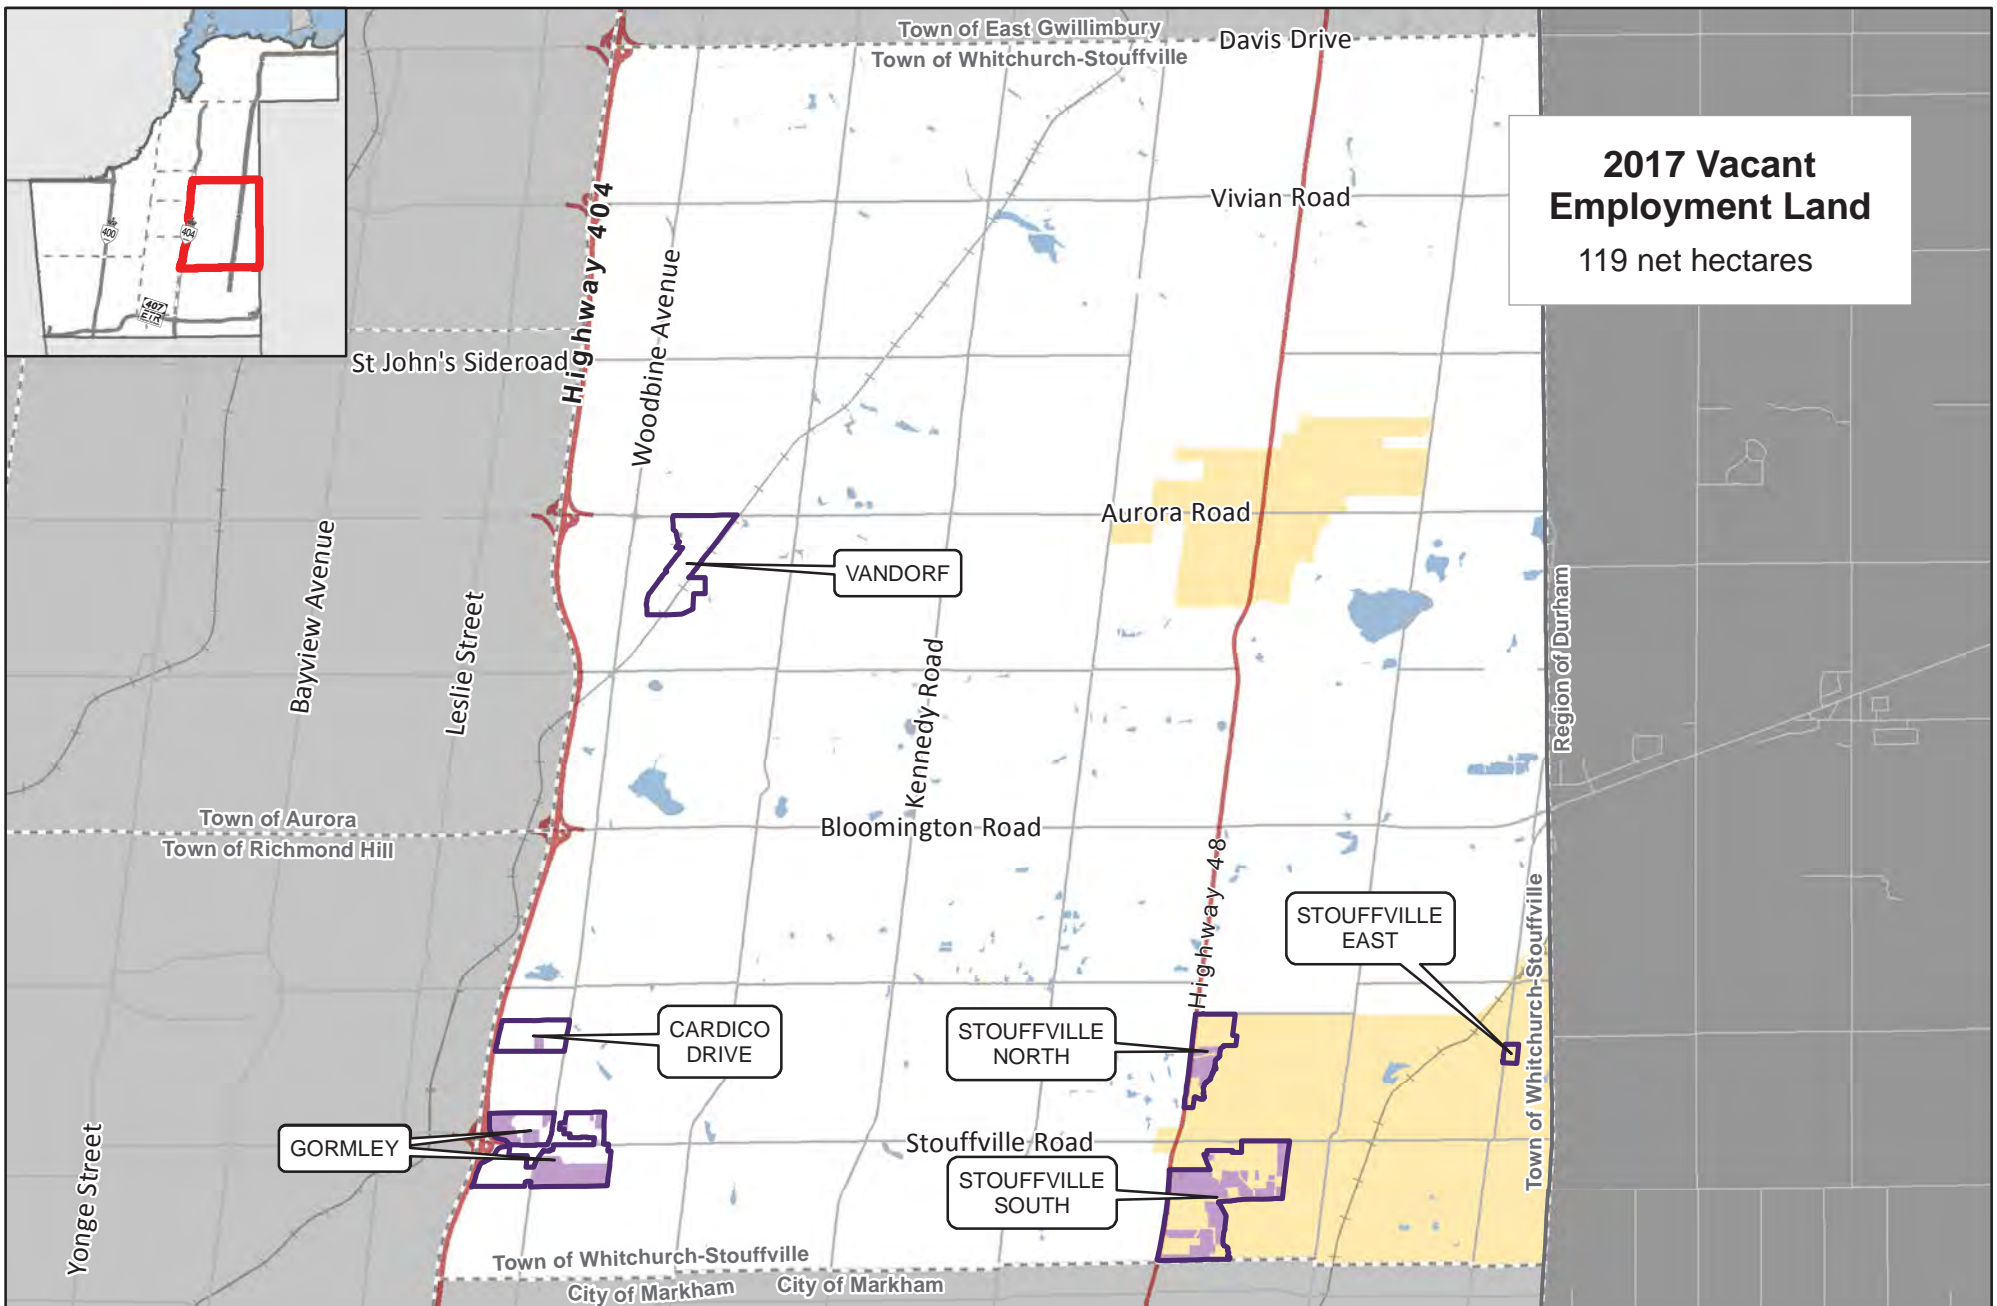 Town of East Gwillimbury
Town of Whitchurch-Stouffville
Davis Drive
2017 Vacant
Employment Land
119 net hectares
400
404
407
ETR
Vivian Road
Highway 404
Woodbine Avenue
St John's Sideroad
Aurora Road
VANDORF
Bayview Avenue
Leslie Street
Kennedy Road
Region of Durham
Town of Aurora
Town of Richmond Hill
Bloomington Road
Highway 48
STOUFFVILLE
EAST
Town of Whitchurch-Stouffville
CARDICO
DRIVE
STOUFFVILLE
NORTH
GORMLEY
Stouffville Road
STOUFFVILLE
SOUTH
Yonge Street
Town of Whitchurch-Stouffville
City of Markham
City of Markham